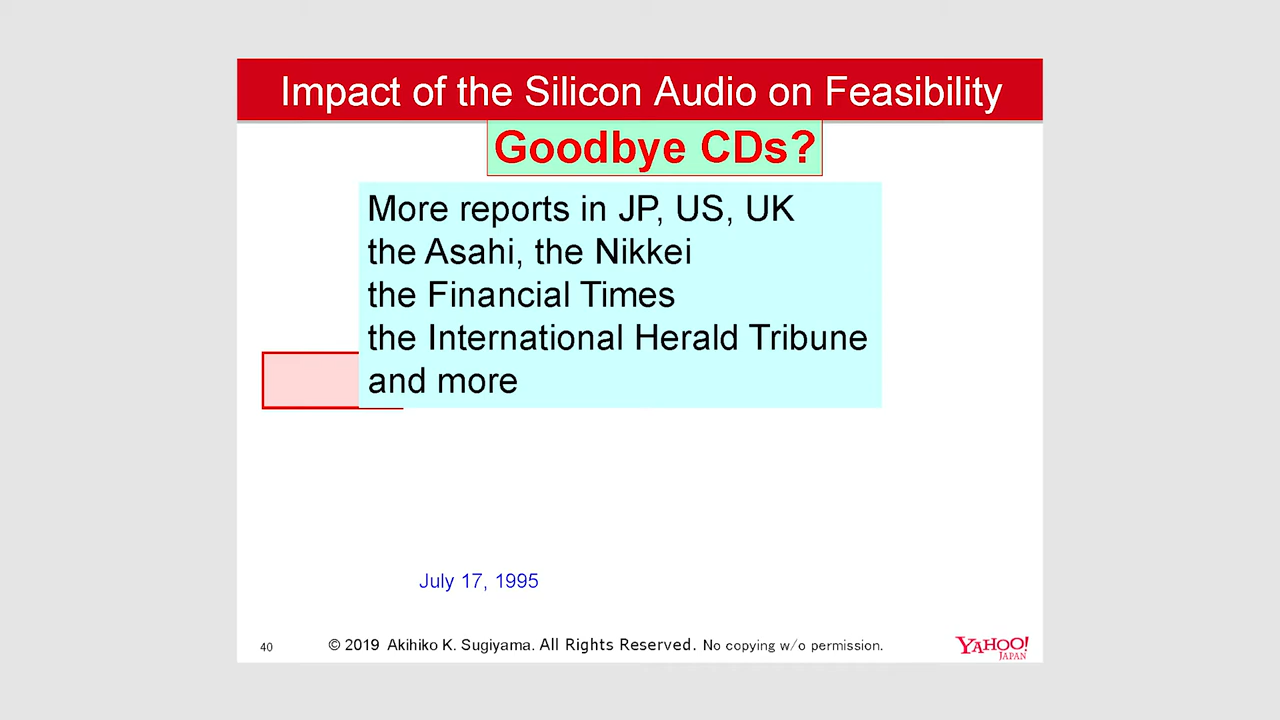 Impact of the Silicon Audio on Feasibility
Goodbye CDs?
More reports in JP, US, UK
the Asahi, the Nikkei
the Financial Times
the International Herald Tribune
and more
July 17, 1995
40
© 2019 Akihiko K. Sugiyama. All Rights Reserved. No copying w/o permission.
YAHOO!
JAPAN